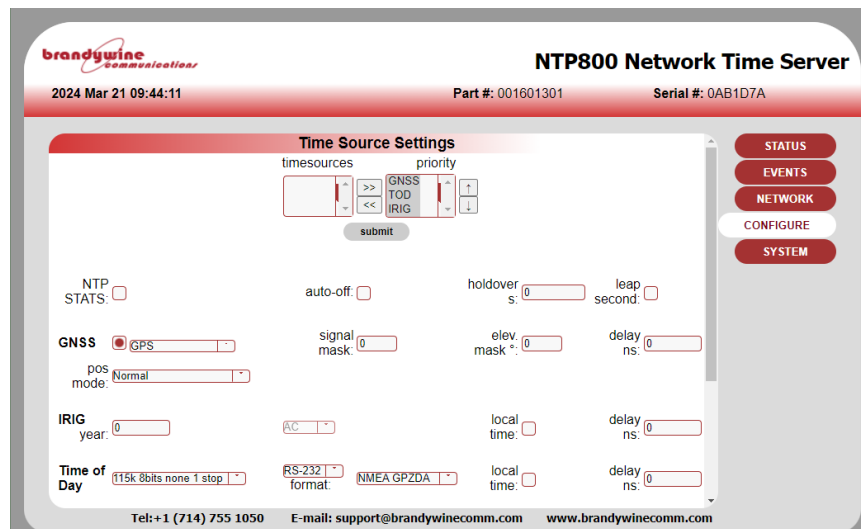 brandywine
communications
NTP800 Network Time Server
2024 Mar 21 09:44:11 Part #: 001601301 Serial #: 0AB1D7A
Time Source Settings
timesources priority
>> GNSS
TOD
<< IRIG
↑
↓
submit
STATUS
EVENTS
NETWORK
CONFIGURE
SYSTEM
NTP STATS: auto-off: holdover s: 0 leap second:
GNSS GPS signal mask: 0 elev. mask °: 0 delay ns: 0
pos mode: Normal
IRIG year: 0 AC local time: delay ns: 0
Time of Day 115k 8bits none 1 stop RS-232 format: NMEA GPZDA local time: delay ns: 0
Tel:+1 (714) 755 1050 E-mail: support@brandywinecomm.com www.brandywinecomm.com